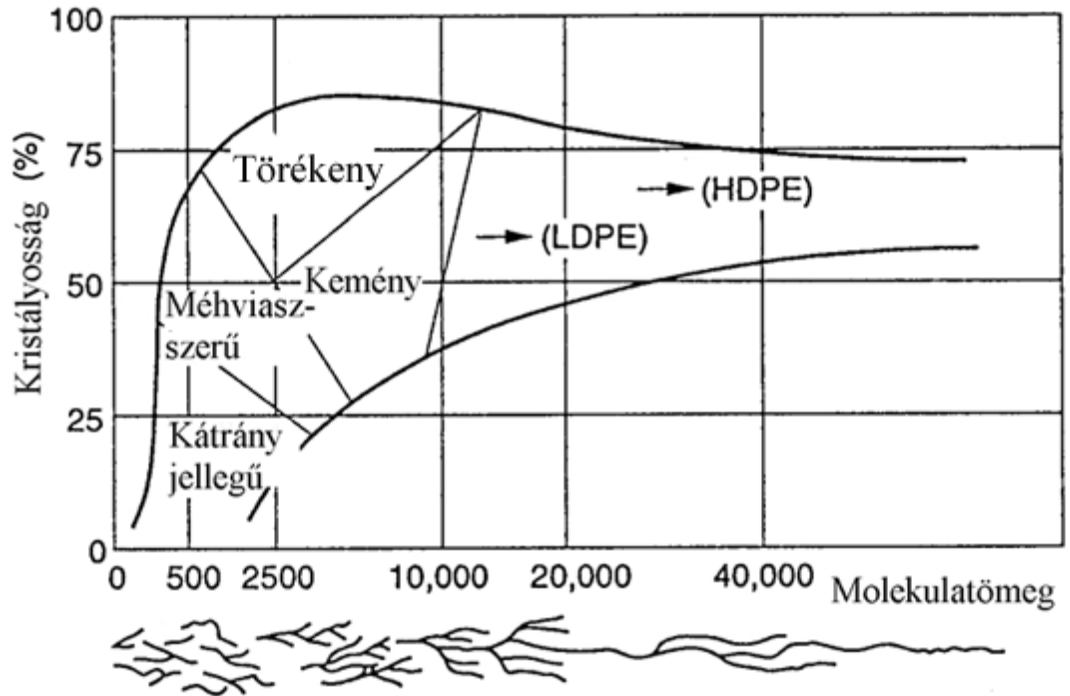 Kristályosság (%)
100
75
50
25
0
Törékeny
(HDPE)
(LDPE)
Kemény
Méhviasz-
szerű
Kátrány
jellegű
0 500 2500 10,000 20,000 40,000 Molekulatömeg